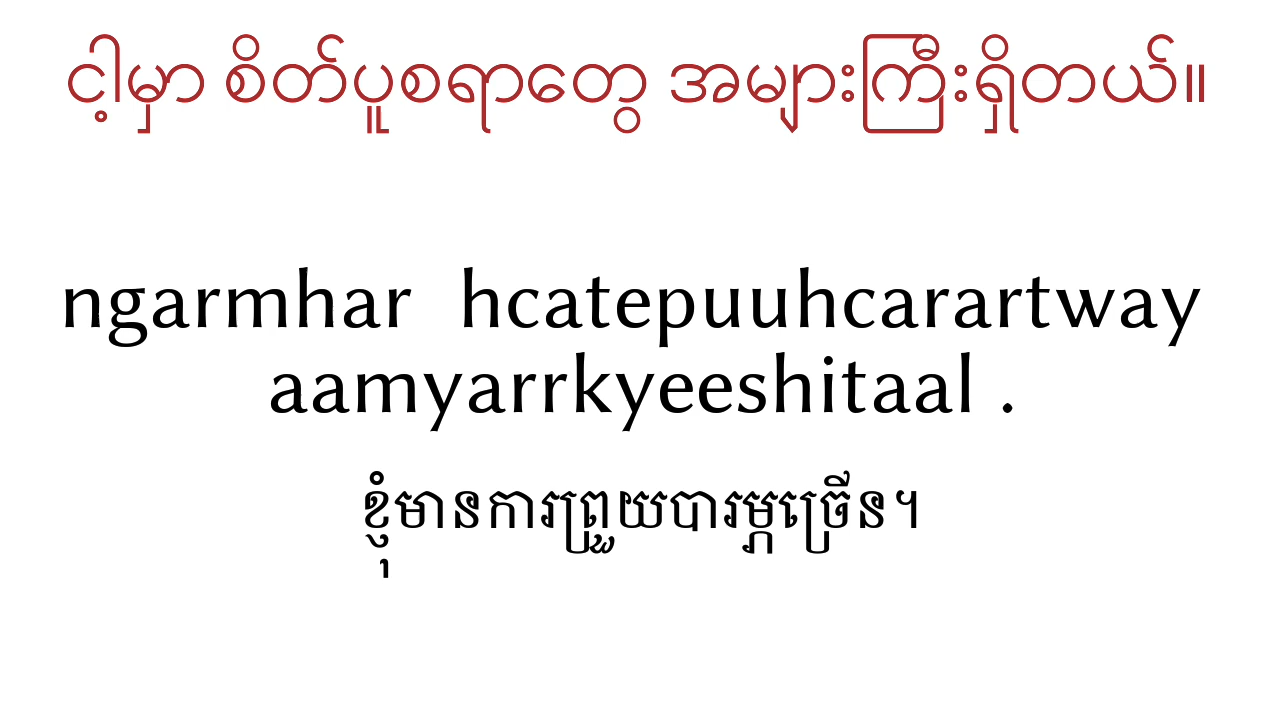 ငါ့မှာ စိတ်ပူစရာတွေ အများကြီးရှိတယ်။
ngarmhar hcatepuuhcarartway
aamyarrkyeeshitaal .
ខ្ញុំមានការព្រួយបារម្ភច្រើន។